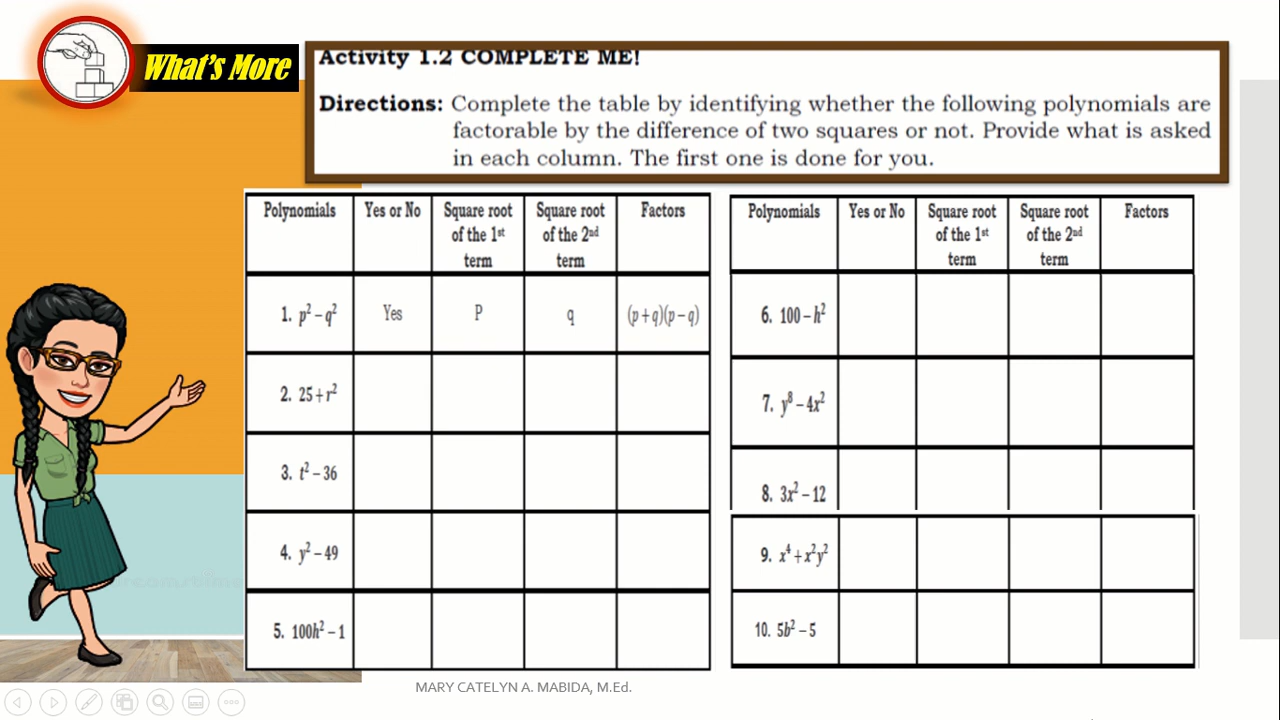 What's More
Activity 1.2 COMPLETE ME!
Directions: Complete the table by identifying whether the following polynomials are
factorable by the difference of two squares or not. Provide what is asked
in each column. The first one is done for you.
Polynomials Yes or No Square root of the 1st term Square root of the 2nd term Factors
1. p² – q² Yes P q (p + q)(p – q)
2. 25 + r²
3. t² – 36
4. y² – 49
5. 100h² – 1
Polynomials Yes or No Square root of the 1st term Square root of the 2nd term Factors
6. 100 – h²
7. y⁸ – 4x²
8. 3x² – 12
9. x⁴ + x²y²
10. 5b² – 5
MARY CATELYN A. MABIDA, M.Ed.